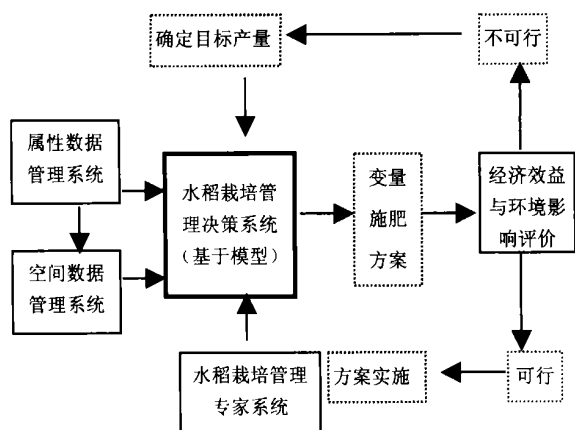 确定目标产量
不可行
属性数据
管理系统
水稻栽培管
理决策系统
（基于模型）
变量
施肥
方案
经济效益
与环境影
响评价
空间数据
管理系统
水稻栽培管理
专家系统
方案实施
可行